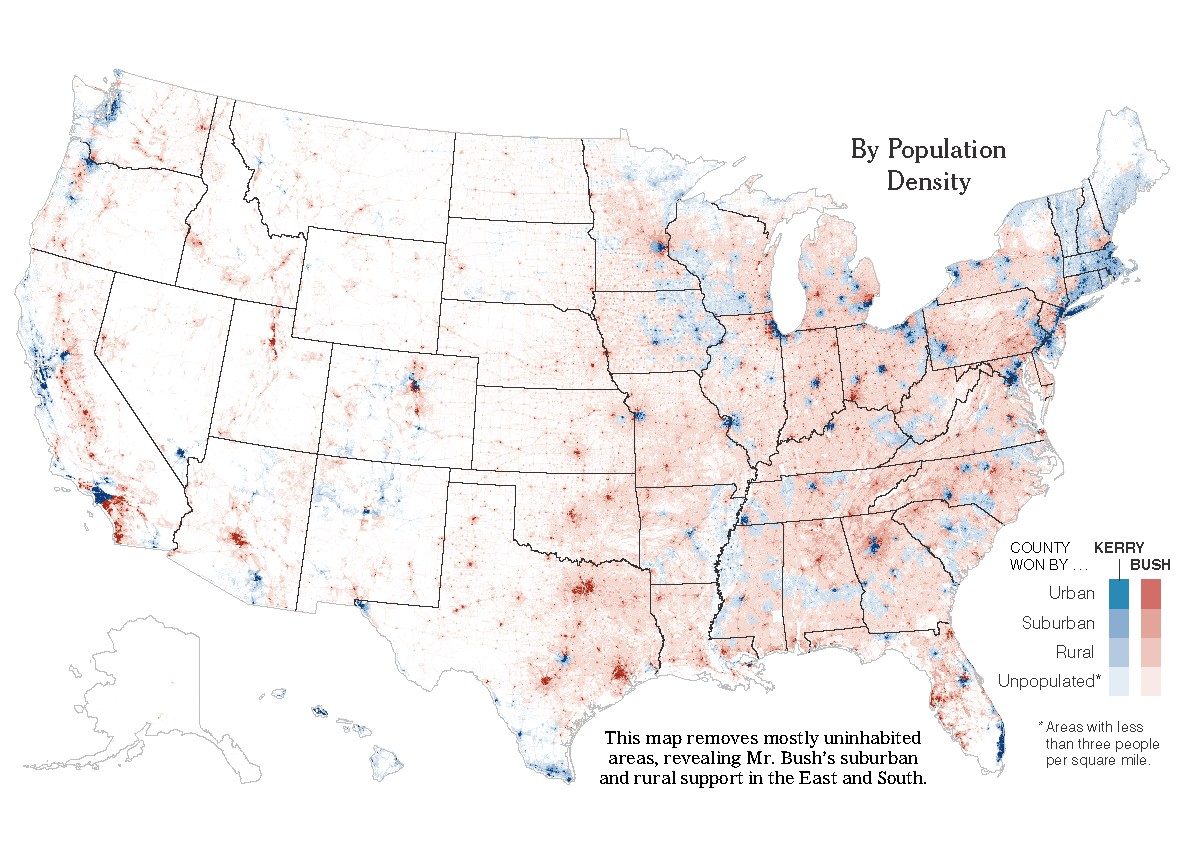 By Population
Density
COUNTY KERRY
WON BY ... BUSH
Urban
Suburban
Rural
Unpopulated*
* Areas with less
than three people
per square mile.
This map removes mostly uninhabited
areas, revealing Mr. Bush's suburban
and rural support in the East and South.